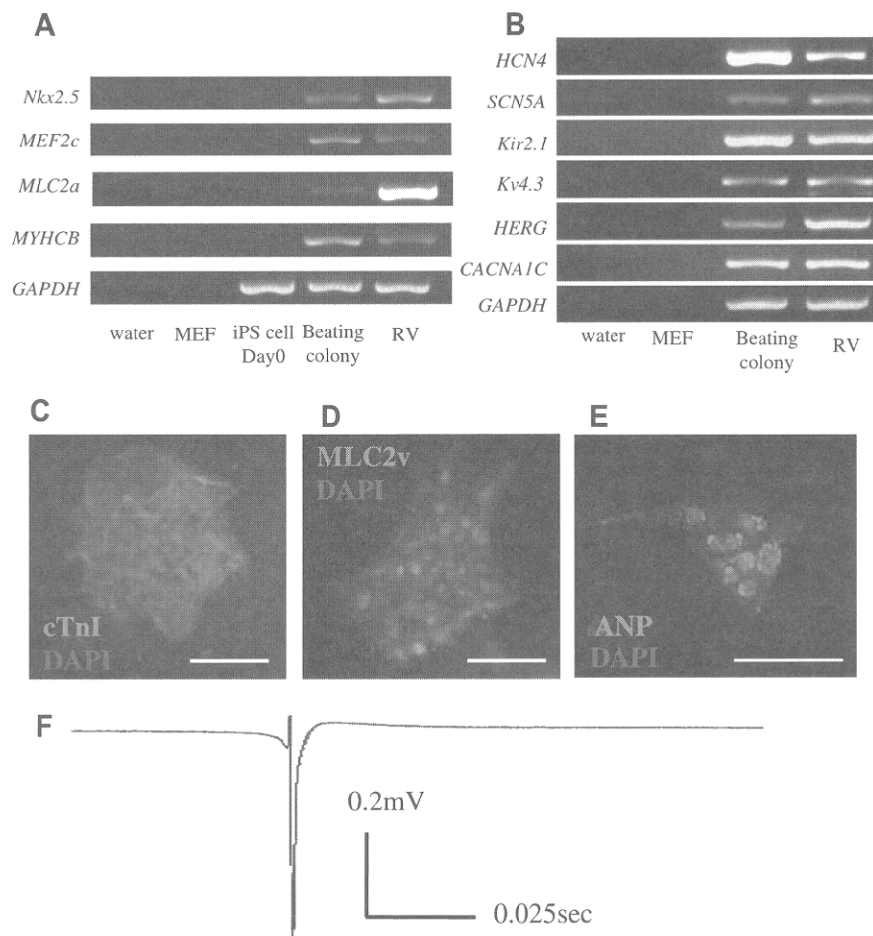 A
Nkx2.5
MEF2c
MLC2a
MYHCB
GAPDH
water
MEF
iPS cell
Day0
Beating
colony
RV
B
HCN4
SCN5A
Kir2.1
Kv4.3
HERG
CACNA1C
GAPDH
water
MEF
Beating
colony
RV
C
cTnI
DAPI
D
MLC2v
DAPI
E
ANP
DAPI
F
0.2mV
0.025sec